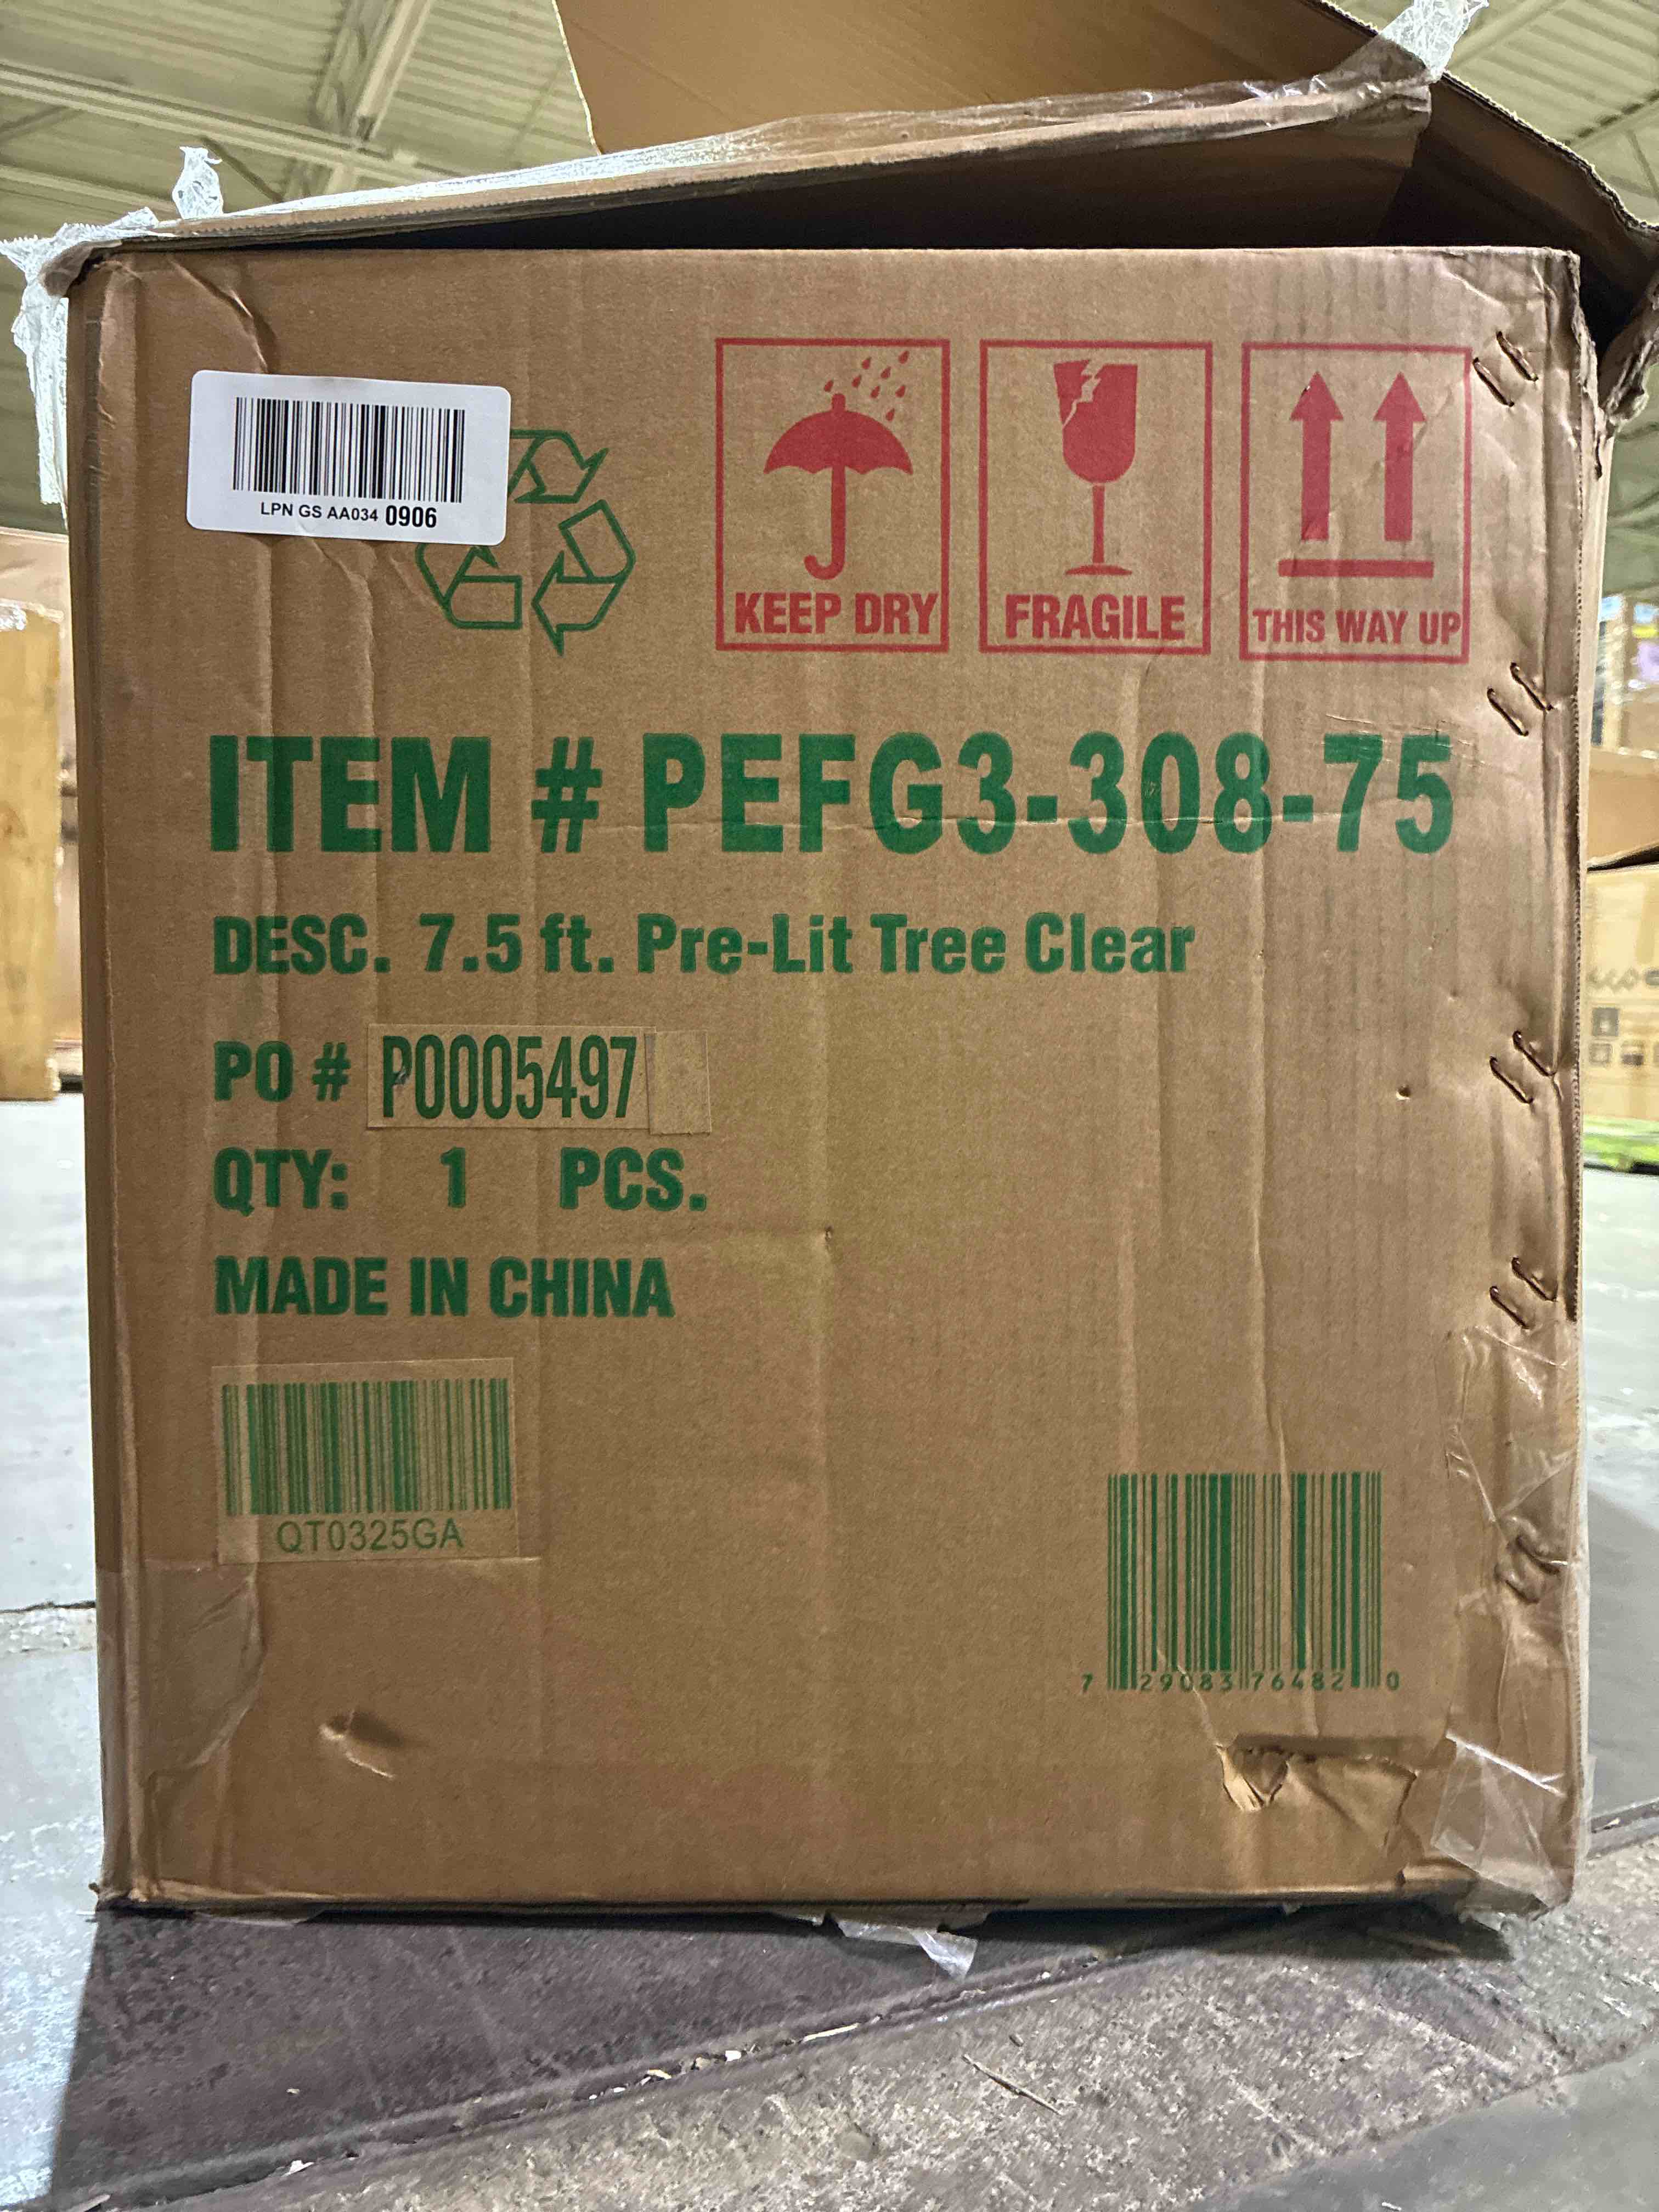 LPN GS AA034 0906
KEEP DRY
FRAGILE
THIS WAY UP
ITEM # PEFG3-308-75
DESC. 7.5 ft. Pre-Lit Tree Clear
PO # P0005497
QTY: 1 PCS.
MADE IN CHINA
QT0325GA
7 29083 76482 0